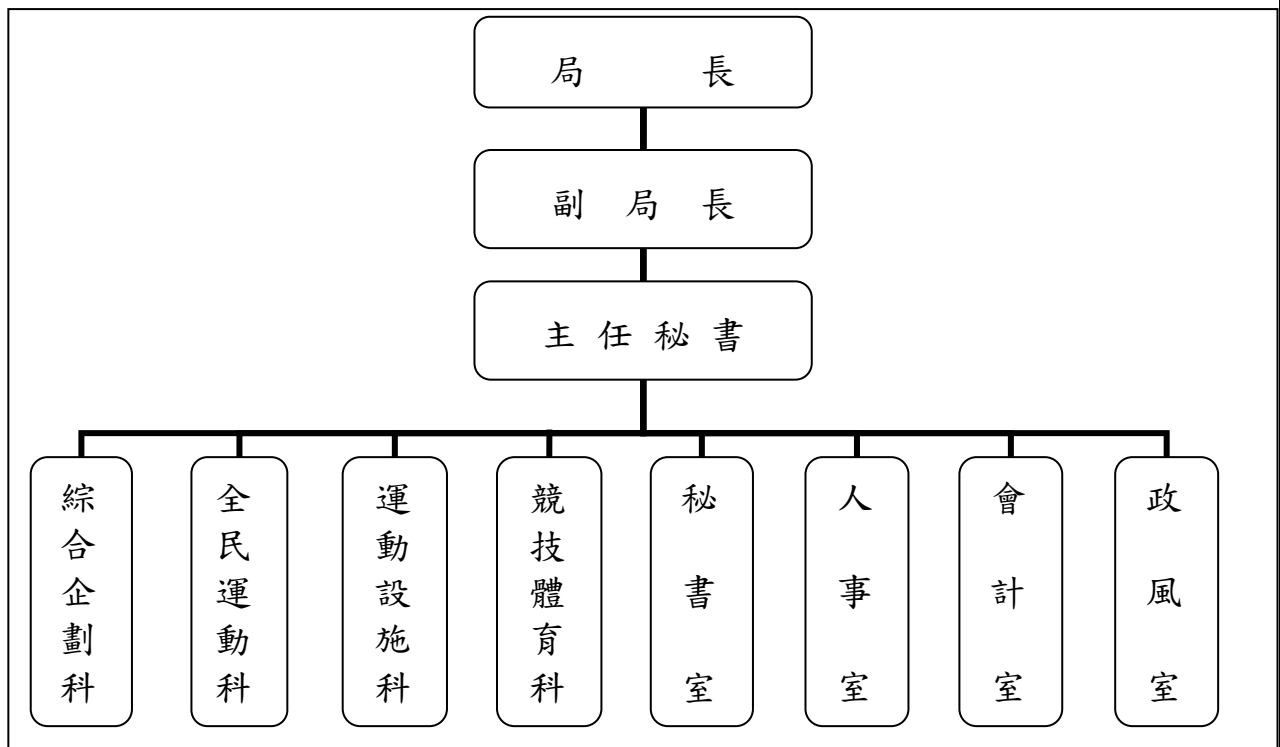 局長
副局長
主任秘書
綜合企劃科
全民運動科
運動設施科
競技體育科
秘書室
人事室
會計室
政風室